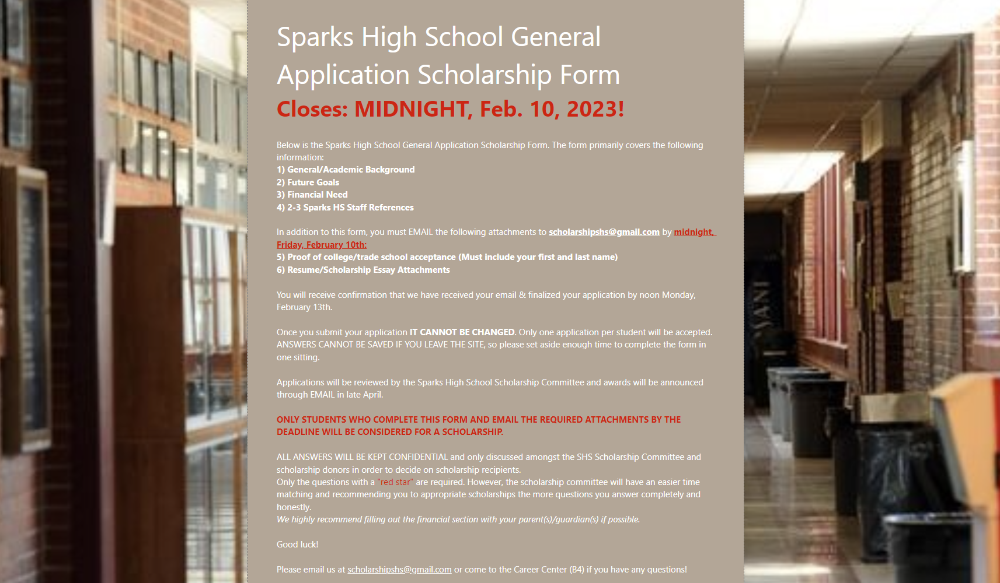 Sparks High School General
Application Scholarship Form
Closes: MIDNIGHT, Feb. 10, 2023!
Below is the Sparks High School General Application Scholarship Form. The form primarily covers the following
information:
1) General/Academic Background
2) Future Goals
3) Financial Need
4) 2-3 Sparks HS Staff References
In addition to this form, you must EMAIL the following attachments to scholarshipshs@gmail.com by midnight,
Friday, February 10th:
5) Proof of college/trade school acceptance (Must include your first and last name)
6) Resume/Scholarship Essay Attachments
You will receive confirmation that we have received your email & finalized your application by noon Monday,
February 13th.
Once you submit your application IT CANNOT BE CHANGED. Only one application per student will be accepted.
ANSWERS CANNOT BE SAVED IF YOU LEAVE THE SITE, so please set aside enough time to complete the form in
one sitting.
Applications will be reviewed by the Sparks High School Scholarship Committee and awards will be announced
through EMAIL in late April.
ONLY STUDENTS WHO COMPLETE THIS FORM AND EMAIL THE REQUIRED ATTACHMENTS BY THE
DEADLINE WILL BE CONSIDERED FOR A SCHOLARSHIP.
ALL ANSWERS WILL BE KEPT CONFIDENTIAL and only discussed amongst the SHS Scholarship Committee and
scholarship donors in order to decide on scholarship recipients.
Only the questions with a "red star" are required. However, the scholarship committee will have an easier time
matching and recommending you to appropriate scholarships the more questions you answer completely and
honestly.
We highly recommend filling out the financial section with your parent(s)/guardian(s) if possible.
Good luck!
Please email us at scholarshipshs@gmail.com or come to the Career Center (B4) if you have any questions!